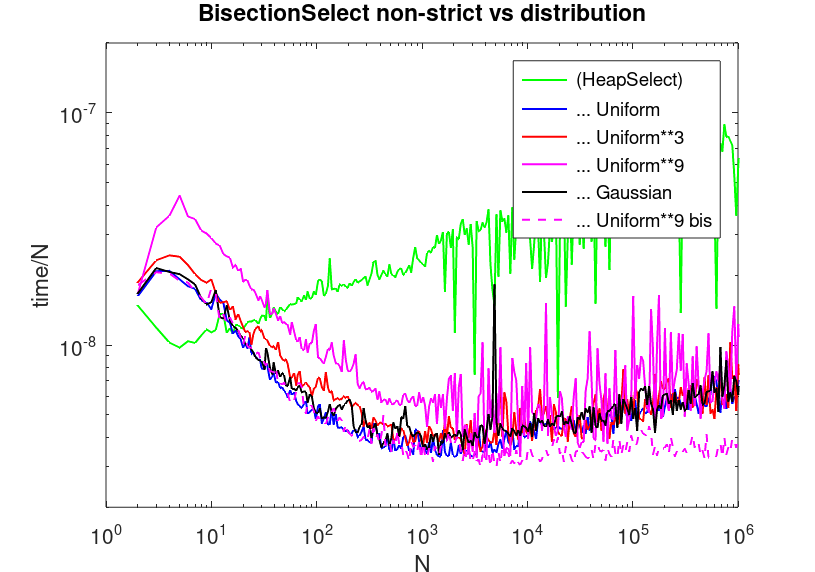 BisectionSelect non-strict vs distribution
(HeapSelect)
... Uniform
... Uniform**3
... Uniform**9
... Gaussian
... Uniform**9 bis
time/N
10^-7
10^-8
10^0 10^1 10^2 10^3 10^4 10^5 10^6
N